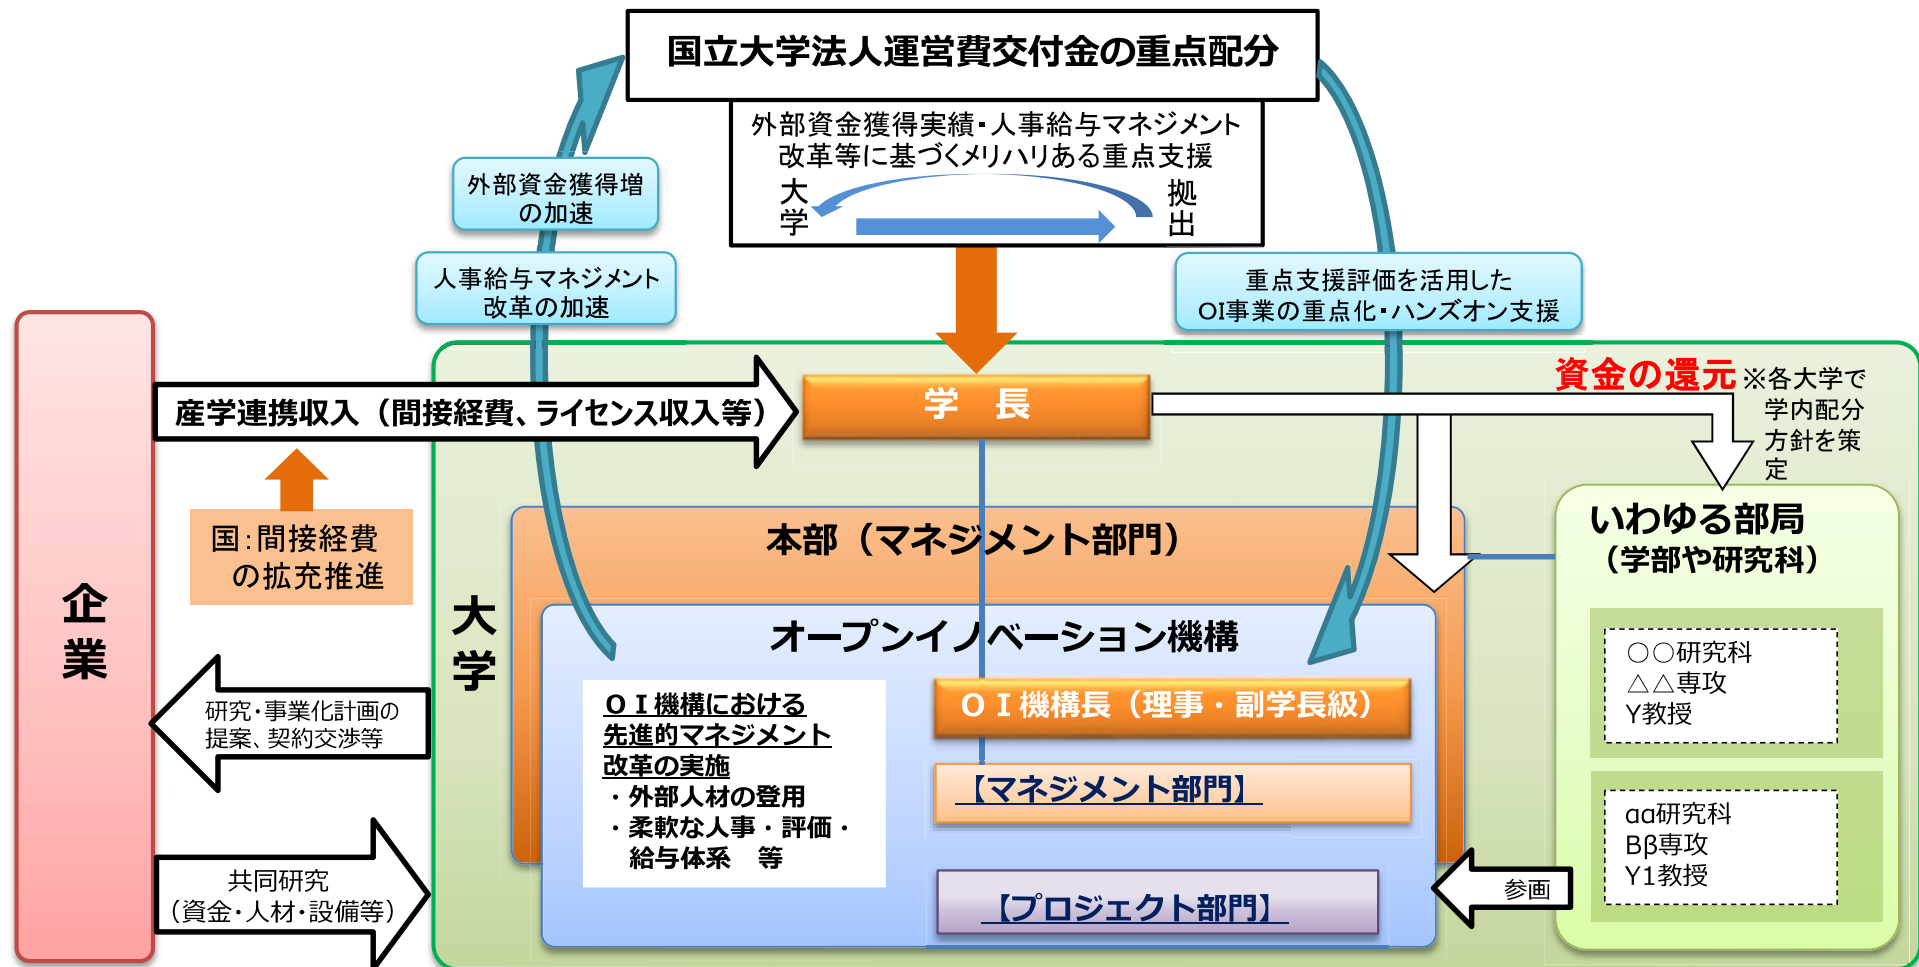 国立大学法人運営費交付金の重点配分
外部資金獲得実績・人事給与マネジメント
改革等に基づくメリハリある重点支援
大学
拠出
外部資金獲得増
の加速
人事給与マネジメント
改革の加速
重点支援評価を活用した
OI事業の重点化・ハンズオン支援
資金の還元
※各大学で
学内配分
方針を策
定
学 長
産学連携収入（間接経費、ライセンス収入等）
国：間接経費
の拡充推進
企業
大学
本部（マネジメント部門）
オープンイノベーション機構
ＯＩ機構における
先進的マネジメント
改革の実施
・外部人材の登用
・柔軟な人事・評価・
給与体系 等
ＯＩ機構長（理事・副学長級）
【マネジメント部門】
【プロジェクト部門】
研究・事業化計画の
提案、契約交渉等
共同研究
（資金・人材・設備等）
いわゆる部局
（学部や研究科）
○○研究科
△△専攻
Y教授
αα研究科
Ββ専攻
Y1教授
参画